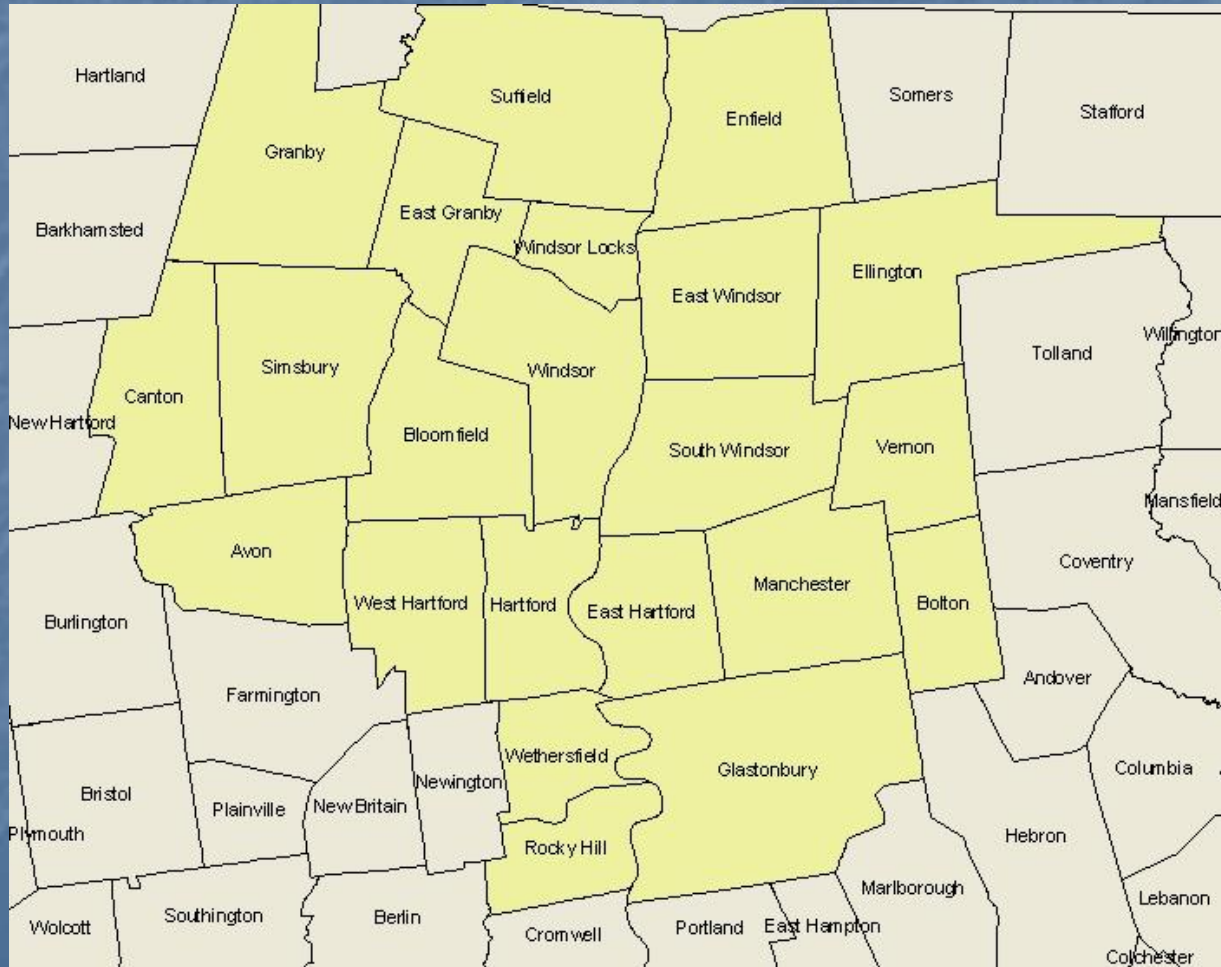 Hartland
Suffield
Somers
Enfield
Stafford
Granby
East Granby
Barkhamsted
Windsor Locks
Ellington
East Windsor
Willington
Tolland
Simsbury
Windsor
Canton
New Hartford
Bloomfield
South Windsor
Vernon
Mansfield
Avon
Coventry
Manchester
West Hartford
Hartford
East Hartford
Bolton
Burlington
Andover
Farmington
Wethersfield
Glastonbury
Columbia
Newington
Bristol
Plainville
New Britain
Plymouth
Hebron
Rocky Hill
Marlborough
Lebanon
Southington
Berlin
Wolcott
Cromwell
Portland
East Hampton
Colchester